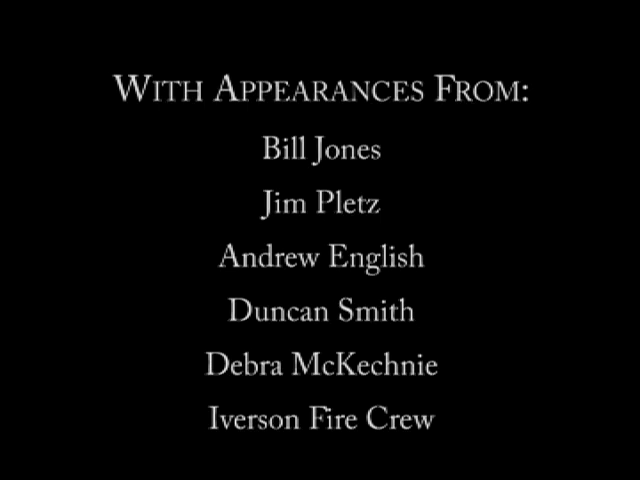 With Appearances From:
Bill Jones
Jim Pletz
Andrew English
Duncan Smith
Debra McKechnie
Iverson Fire Crew